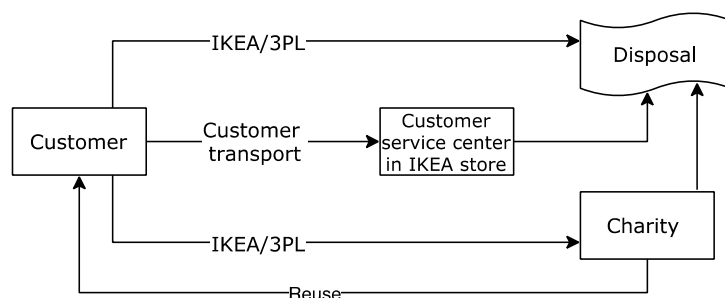 IKEA/3PL
Disposal
Customer
Customer
transport
Customer
service center
in IKEA store
IKEA/3PL
Charity
Reuse